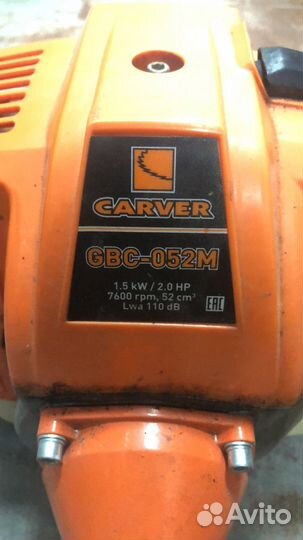 CARVER
GBC-052M
1.5 kW / 2.0 HP
7600 rpm, 52 cm³
Lwa 110 dB
EAC
Avito